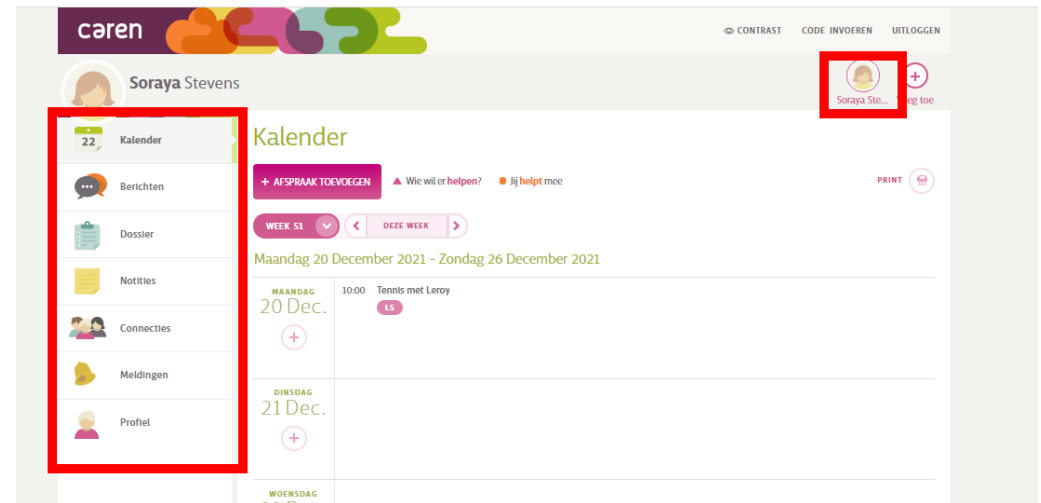 caren
CONTRAST CODE INVOEREN UITLOGGEN
Soraya Stevens
Soraya Ste...
eg toe
22 Kalender
Berichten
Dossier
Notities
Connecties
Meldingen
Profiel
Kalender
+ AFSPRAAK TOEVOEGEN Wie wil er helpen? Jij helpt mee PRINT
WEEK 51 DEZE WEEK
Maandag 20 December 2021 - Zondag 26 December 2021
MAANDAG
20 Dec.
+
10:00 Tennis met Leroy
LS
DINSDAG
21 Dec.
+
WOENSDAG